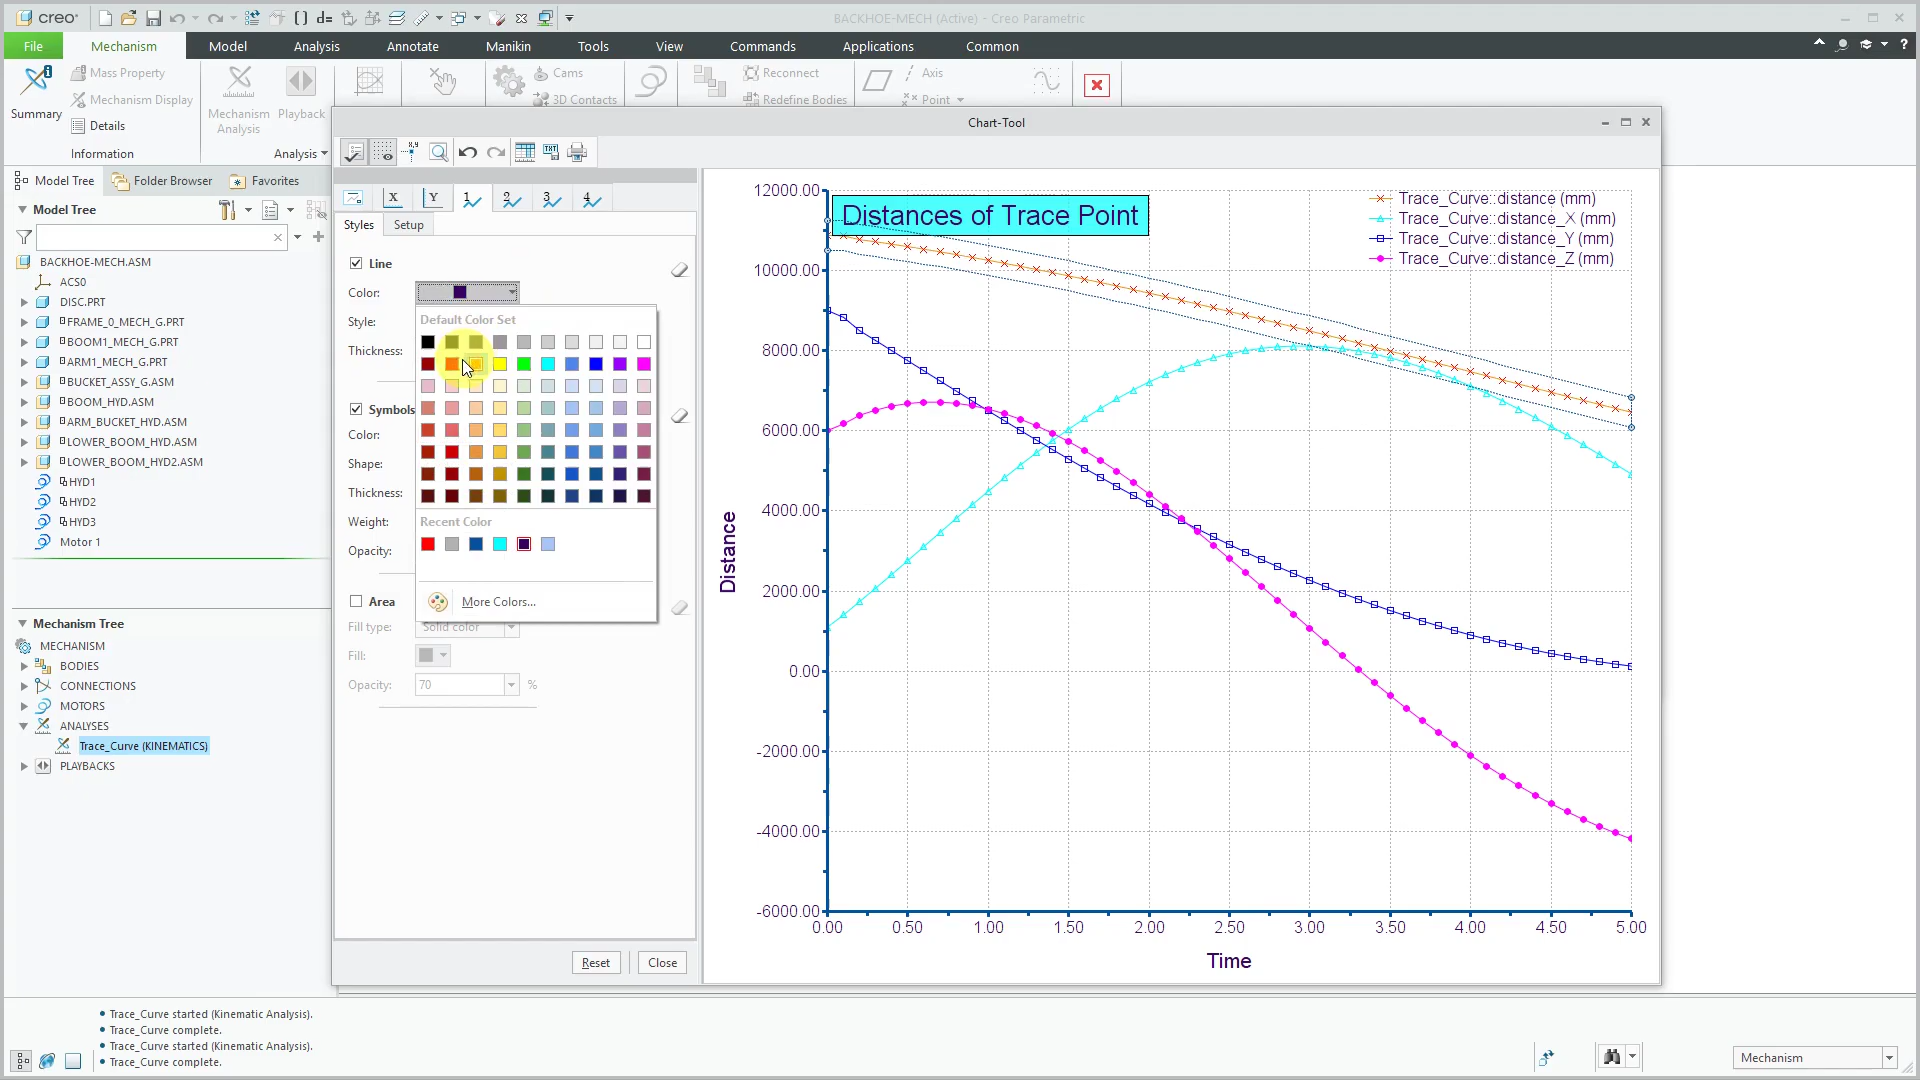 creo
BACKHOE-MECH (Active) - Creo Parametric
File
Mechanism
Model
Analysis
Annotate
Manikin
Tools
View
Commands
Applications
Common
Summary
Mass Property
Mechanism Display
Details
Information
Mechanism Analysis
Playback
Analysis
Cams
3D Contacts
Reconnect
Redefine Bodies
Axis
Point
Model Tree
Folder Browser
Favorites
Model Tree
BACKHOE-MECH.ASM
ACS0
DISC.PRT
FRAME_0_MECH_G.PRT
BOOM1_MECH_G.PRT
ARM1_MECH_G.PRT
BUCKET_ASSY_G.ASM
BOOM_HYD.ASM
ARM_BUCKET_HYD.ASM
LOWER_BOOM_HYD.ASM
LOWER_BOOM_HYD2.ASM
HYD1
HYD2
HYD3
Motor 1
Mechanism Tree
MECHANISM
BODIES
CONNECTIONS
MOTORS
ANALYSES
Trace_Curve (KINEMATICS)
PLAYBACKS
Chart-Tool
X
Y
1
2
3
4
Styles
Setup
Line
Color:
Style:
Thickness:
Symbols
Color:
Shape:
Thickness:
Weight:
Opacity:
Area
Fill type:
Solid color
Fill:
Opacity:
70
%
Default Color Set
Recent Color
More Colors...
Reset
Close
Distances of Trace Point
Trace_Curve::distance (mm)
Trace_Curve::distance_X (mm)
Trace_Curve::distance_Y (mm)
Trace_Curve::distance_Z (mm)
12000.00
10000.00
8000.00
6000.00
4000.00
2000.00
0.00
-2000.00
-4000.00
-6000.00
Distance
0.00 0.50 1.00 1.50 2.00 2.50 3.00 3.50 4.00 4.50 5.00
Time
Trace_Curve started (Kinematic Analysis).
Trace_Curve complete.
Trace_Curve started (Kinematic Analysis).
Trace_Curve complete.
Mechanism